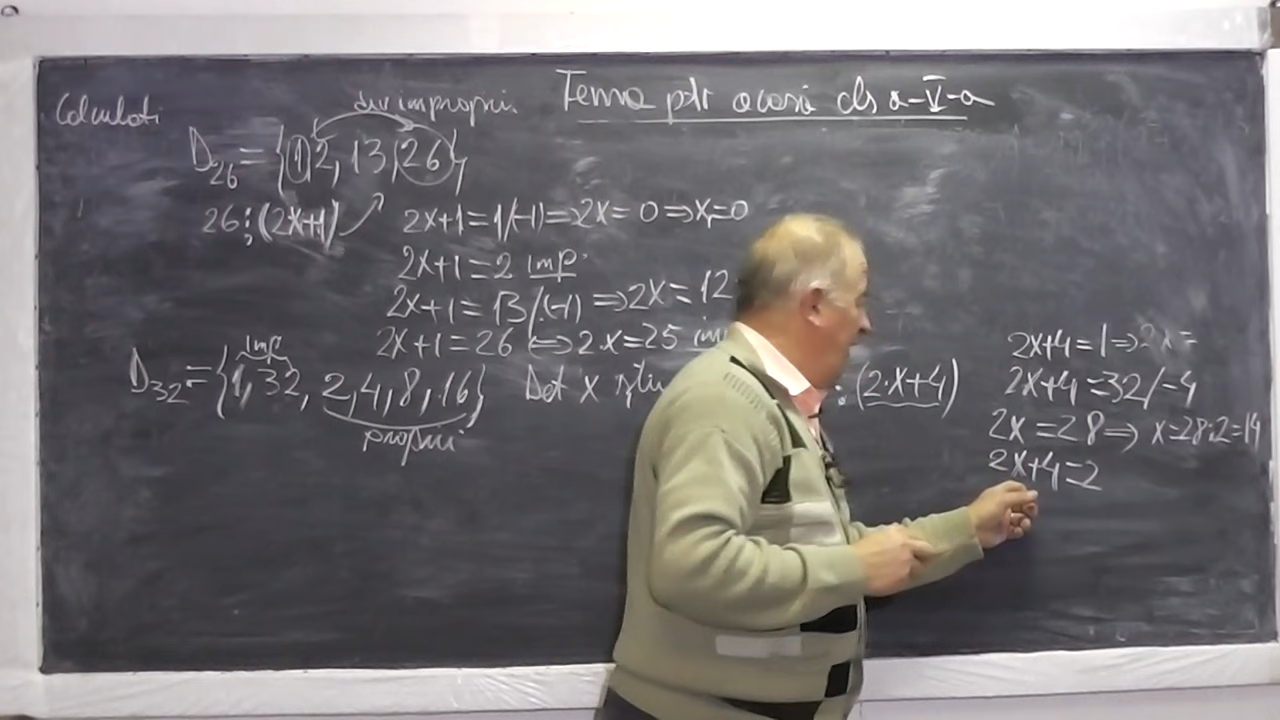 Tema ptr acasă cls a-V-a
Calculati
div improprii
D26={1,2,13,26}
26⋮(2x+1)
2x+1=1/(-1)=>2x=0=>x=0
2x+1=2 imp.
2x+1=13/(-1)=>2x=12
2x+1=26<=>2·x=25
imp
D32={1,32,2,4,8,16}
proprii
Det x știi
:(2·x+4)
2x+4=1=>2x=
2x+4=32/-4
2x=28=>x=28:2=14
2x+4=2